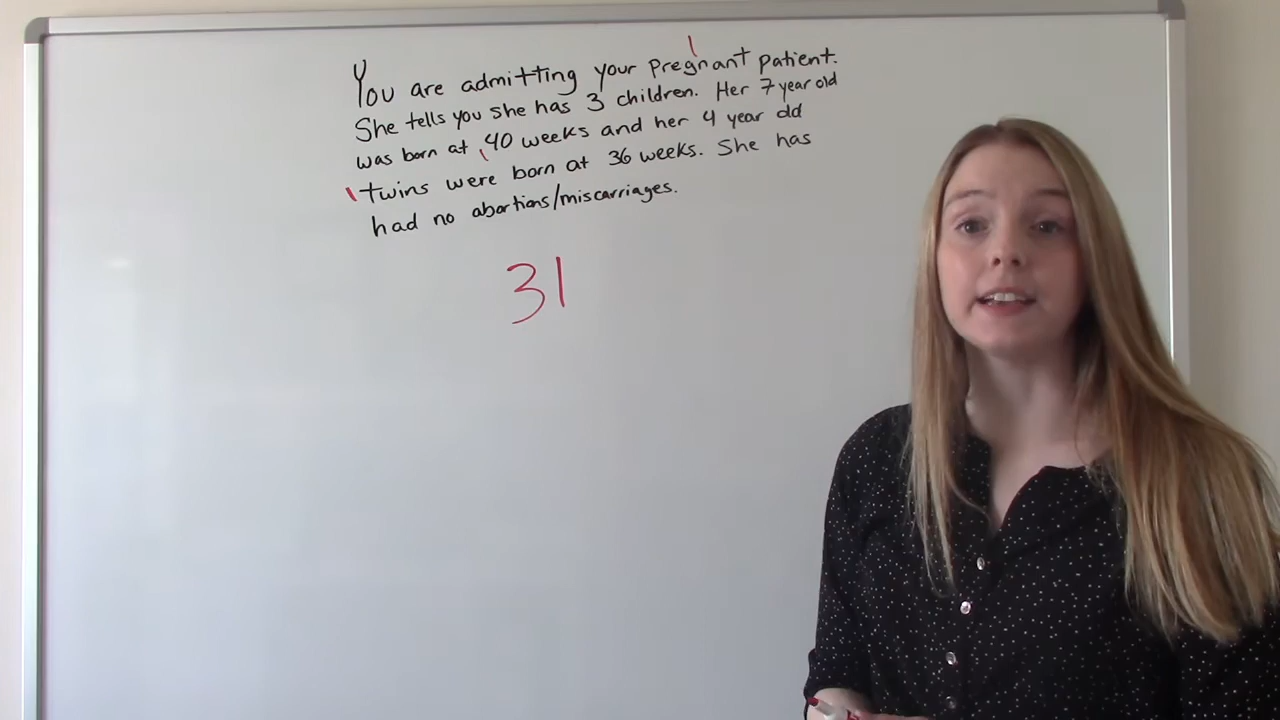 You are admitting your pregnant patient.
She tells you she has 3 children. Her 7 year old
was born at 40 weeks and her 4 year old
twins were born at 36 weeks. She has
had no abortions/miscarriages.
31